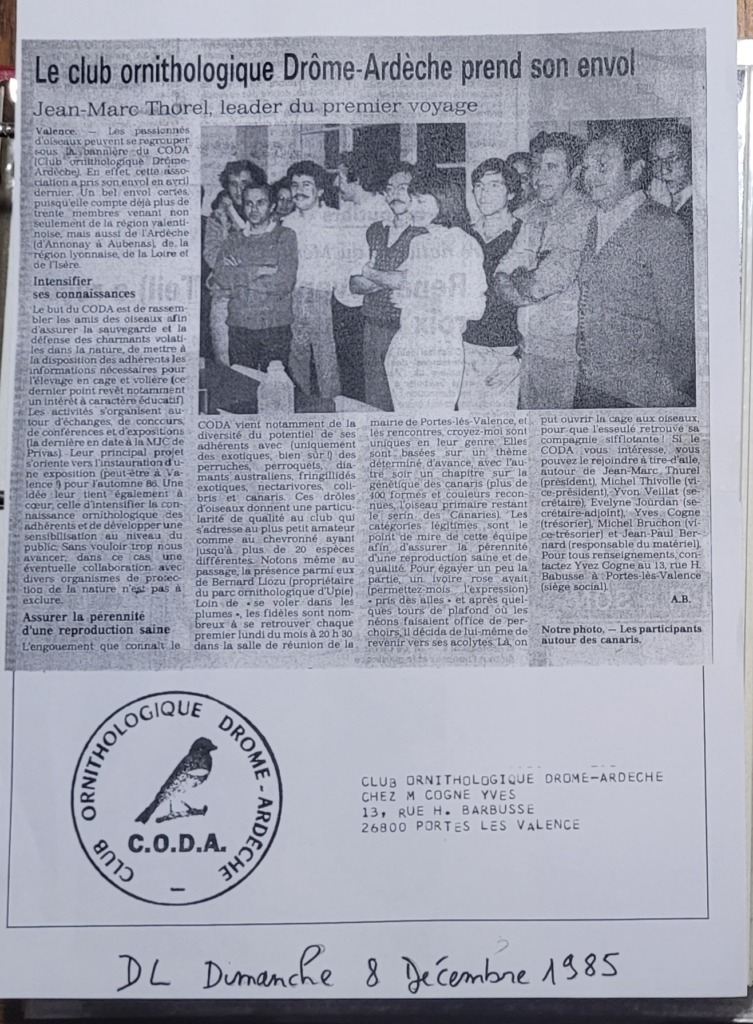 Le club ornithologique Drôme-Ardèche prend son envol
Jean-Marc Thorel, leader du premier voyage
Valence. — Les passionnés
d'oiseaux peuvent se regrouper
sous la bannière du CODA
(Club ornithologique Drôme-
Ardèche). En effet, cette asso-
ciation a pris son envol en avril
dernier. Un bel envol certes,
puisqu'elle compte déjà plus de
trente membres venant non
seulement de la région valenti-
noise, mais aussi de l'Ardèche
(d'Annonay à Aubenas), de la
région lyonnaise, de la Loire et
de l'Isère.
Intensifier
ses connaissances
Le but du CODA est de rassem-
bler les amis des oiseaux afin
d'assurer la sauvegarde et la
défense des charmants volati-
les dans la nature, de mettre à
la disposition des adhérents les
informations nécessaires pour
l'élevage en cage et volière (ce
dernier point revêt notamment
un intérêt à caractère éducatif).
Les activités s'organisent au-
tour d'échanges, de concours,
de conférences et d'expositions
(la dernière en date à la MJC de
Privas). Leur principal projet
s'oriente vers l'instauration d'u-
ne exposition (peut-être à Va-
lence !) pour l'automne 86. Une
idée leur tient également à
cœur, celle d'intensifier la con-
naissance ornithologique des
adhérents et de développer une
sensibilisation au niveau du
public. Sans vouloir trop nous
avancer, dans ce cas, une
éventuelle collaboration avec
divers organismes de protec-
tion de la nature n'est pas à
exclure.
Assurer la pérennité
d'une reproduction saine
L'engouement que connaît le
CODA vient notamment de la
diversité du potentiel de ses
adhérents avec (uniquement
des exotiques, bien sur !) des
perruches, perroquets, dia-
mants australiens, fringillidés
exotiques, nectarivores, coli-
bris et canaris. Ces drôles
d'oiseaux donnent une particu-
larité de qualité au club qui
s'adresse au plus petit amateur
comme au chevronné ayant
jusqu'à plus de 20 espèces
différentes. Notons même au
passage, la présence parmi eux
de Bernard Liozu (propriétaire
du parc ornithologique d'Upie)
Loin de « se voler dans les
plumes », les fidèles sont nom-
breux à se retrouver chaque
premier lundi du mois à 20 h 30
dans la salle de réunion de la
mairie de Portes-lès-Valence, et
les rencontres, croyez-moi sont
uniques en leur genre. Elles
sont basées sur un thème
déterminé d'avance, avec l'au-
tre soir un chapitre sur la
génétique des canaris (plus de
400 formes et couleurs recon-
nues, l'oiseau primaire restant
le serin des Canaries). Les
catégories légitimes sont le
point de mire de cette équipe
afin d'assurer la pérennité
d'une reproduction saine et de
qualité. Pour égayer un peu la
partie, un ivoire rose avait
(permettez-mois l'expression)
« pris des ailes » et après quel-
ques tours de plafond où les
néons faisaient office de per-
choirs, il décida de lui-même de
revenir vers ses acolytes. Là, on
put ouvrir la cage aux oiseaux,
pour que l'esseulé retrouve sa
compagnie sifflotante ! Si le
CODA vous intéresse, vous
pouvez le rejoindre à tire-d'aile,
autour de Jean-Marc Thurel
(président), Michel Thivolle (vi-
ce-président), Yvon Veillat (se-
crétaire), Evelyne Jourdan (se-
crétaire-adjoint), Yves Cogne
(trésorier), Michel Bruchon (vi-
ce-trésorier) et Jean-Paul Ber-
nard (responsable du matériel).
Pour tous renseignements, con-
tactez Yvez Cogne au 13, rue H.
Babusse à Portes-lès-Valence
(siège social).
A.B.
Notre photo. — Les participants
autour des canaris.
CLUB ORNITHOLOGIQUE DROME-ARDECHE
C.O.D.A.
CLUB ORNITHOLOGIQUE DROME-ARDECHE
CHEZ M COGNE YVES
13, RUE H. BARBUSSE
26800 PORTES LES VALENCE
DL Dimanche 8 Décembre 1985